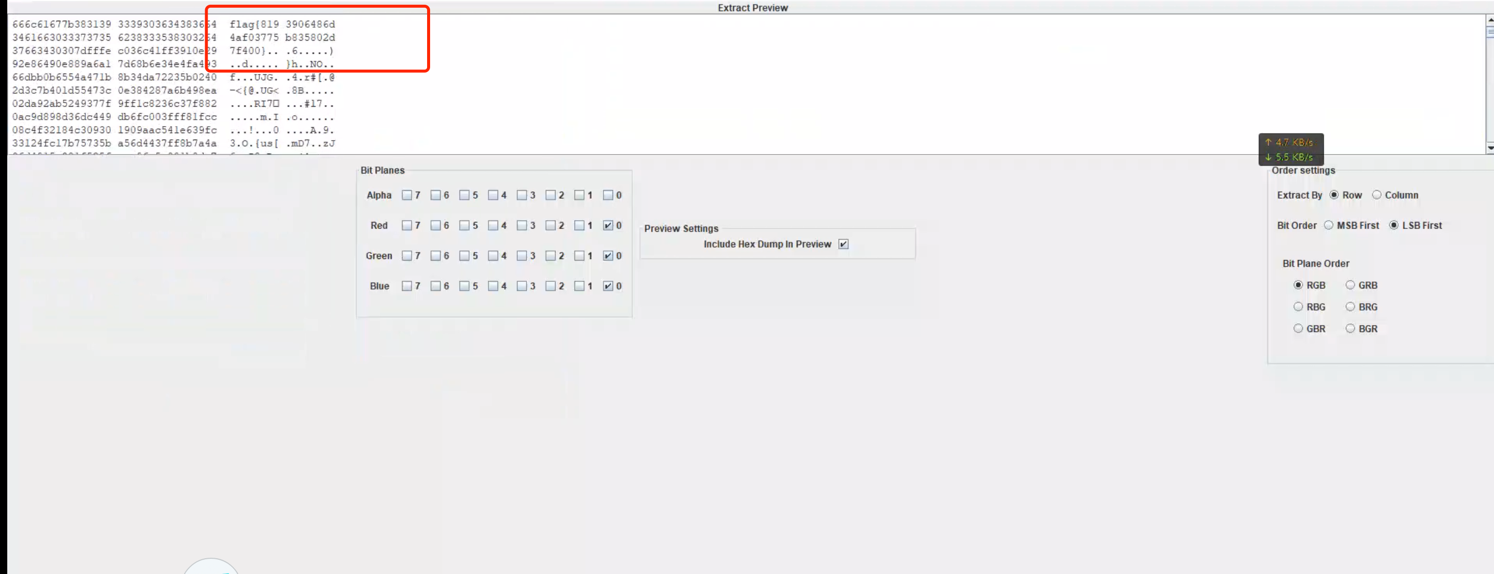 Extract Preview
666c61677b383139 3339303634383664 flag{819 3906486d
3461663033373735 6238333538303264 4af03775 b835802d
37663430307dfffe c036c41ff3910e297f400}... .6.....)
92e86490e889a6a1 7d68b6e34e4fa493 ..d..... }h..NO..
66dbb0b6554a471b 8b34da72235b0240 f...UJG. .4.r#[.@
2d3c7b401d55473c 0e384287a6b498ea -<{@.UG< .8B.....
02da92ab5249377f 9ff1c8236c37f882 ....RI7 ...#l7..
0ac9d898d36dc449 db6fc003fff81fcc .....m.I .o......
08c4f32184c30930 1909aac541e639fc ...!...0 ....A.9.
33124fc17b75735b a56d4437ff8b7a4a 3.O.{us[ .mD7..zJ
↑ 4.7 KB/s
↓ 5.5 KB/s
Bit Planes
Order settings
Alpha 7 6 5 4 3 2 1 0
Extract By Row Column
Red 7 6 5 4 3 2 1 0
Bit Order MSB First LSB First
Preview Settings
Include Hex Dump In Preview
Green 7 6 5 4 3 2 1 0
Bit Plane Order
Blue 7 6 5 4 3 2 1 0
RGB GRB
RBG BRG
GBR BGR